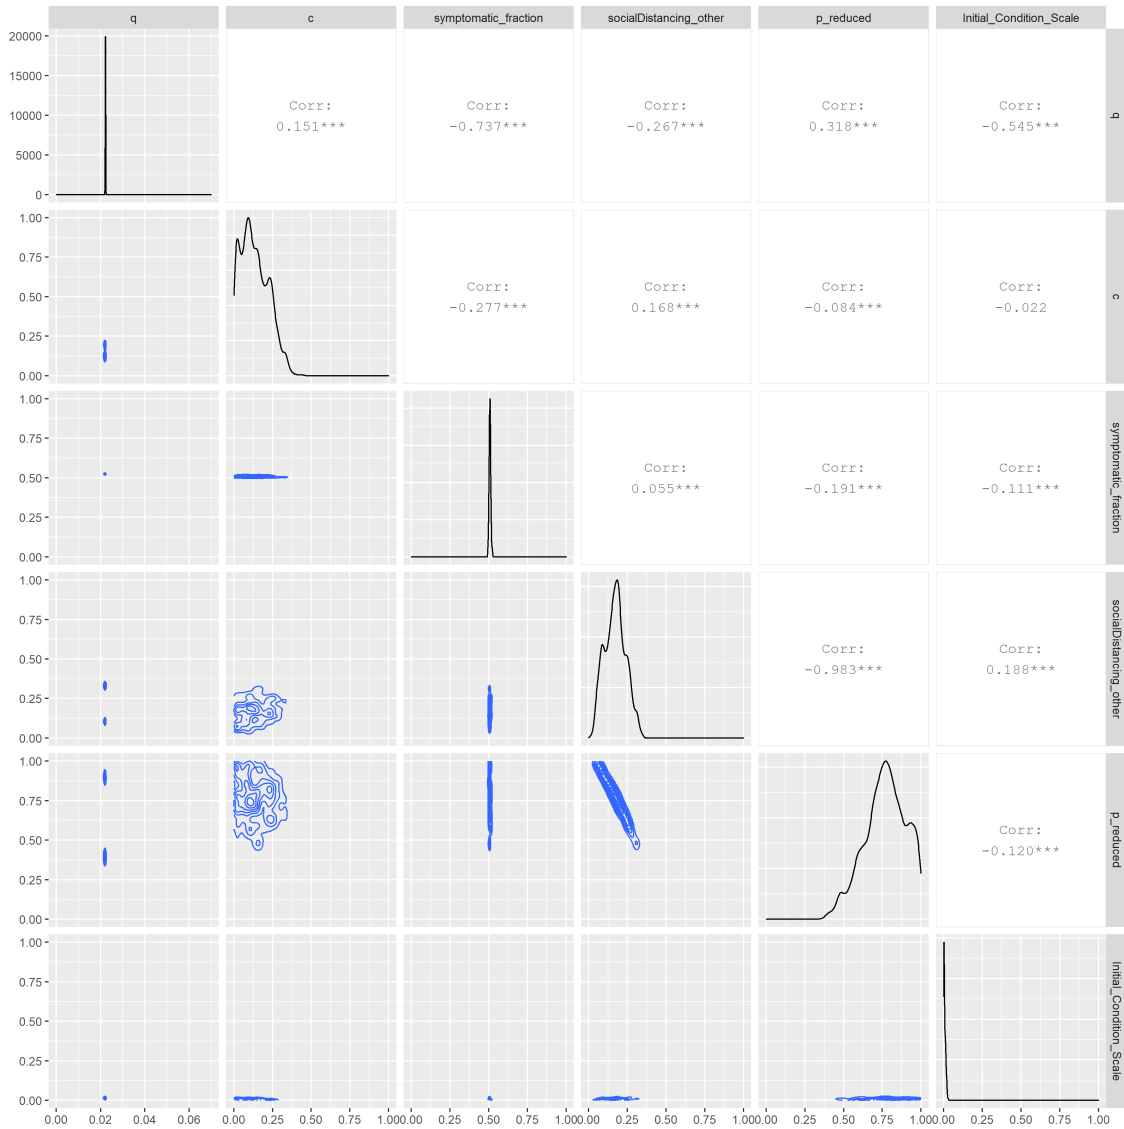 q c symptomatic_fraction socialDistancing_other p_reduced Initial_Condition_Scale
20000
15000
10000
5000
0
Corr:
0.151***
Corr:
-0.737***
Corr:
-0.267***
Corr:
0.318***
Corr:
-0.545***
q
1.00
0.75
0.50
0.25
0.00
Corr:
-0.277***
Corr:
0.168***
Corr:
-0.084***
Corr:
-0.022
c
1.00
0.75
0.50
0.25
0.00
Corr:
0.055***
Corr:
-0.191***
Corr:
-0.111***
symptomatic_fraction
1.00
0.75
0.50
0.25
0.00
Corr:
-0.983***
Corr:
0.188***
socialDistancing_other
1.00
0.75
0.50
0.25
0.00
Corr:
-0.120***
p_reduced
1.00
0.75
0.50
0.25
0.00
Initial_Condition_Scale
0.00 0.02 0.04 0.06 0.00 0.25 0.50 0.75 1.00 0.00 0.25 0.50 0.75 1.00 0.00 0.25 0.50 0.75 1.00 0.00 0.25 0.50 0.75 1.00 0.00 0.25 0.50 0.75 1.00